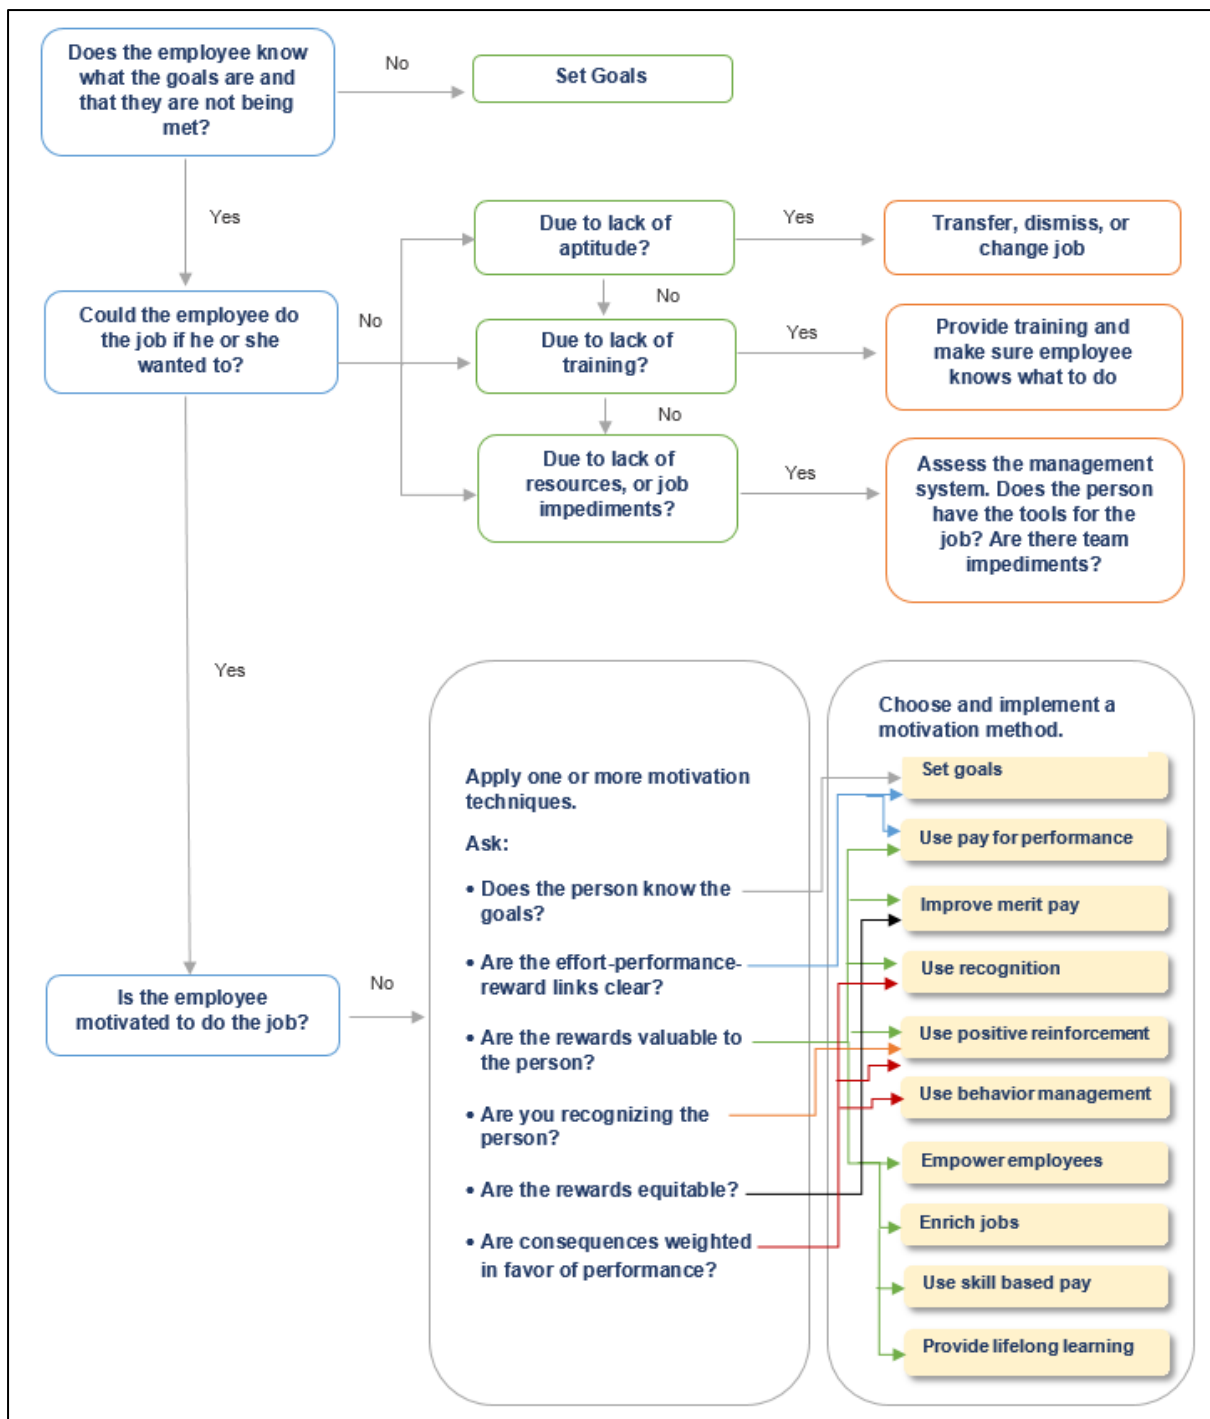 Does the employee know
what the goals are and
that they are not being
met?
No
Set Goals
Yes
Due to lack of
aptitude?
Yes
Transfer, dismiss, or
change job
No
Could the employee do
the job if he or she
wanted to?
No
Due to lack of
training?
Yes
Provide training and
make sure employee
knows what to do
No
Due to lack of
resources, or job
impediments?
Yes
Assess the management
system. Does the person
have the tools for the
job? Are there team
impediments?
Yes
Is the employee
motivated to do the job?
No
Apply one or more motivation
techniques.
Ask:
• Does the person know the
goals?
• Are the effort-performance-
reward links clear?
• Are the rewards valuable to
the person?
• Are you recognizing the
person?
• Are the rewards equitable?
• Are consequences weighted
in favor of performance?
Choose and implement a
motivation method.
Set goals
Use pay for performance
Improve merit pay
Use recognition
Use positive reinforcement
Use behavior management
Empower employees
Enrich jobs
Use skill based pay
Provide lifelong learning